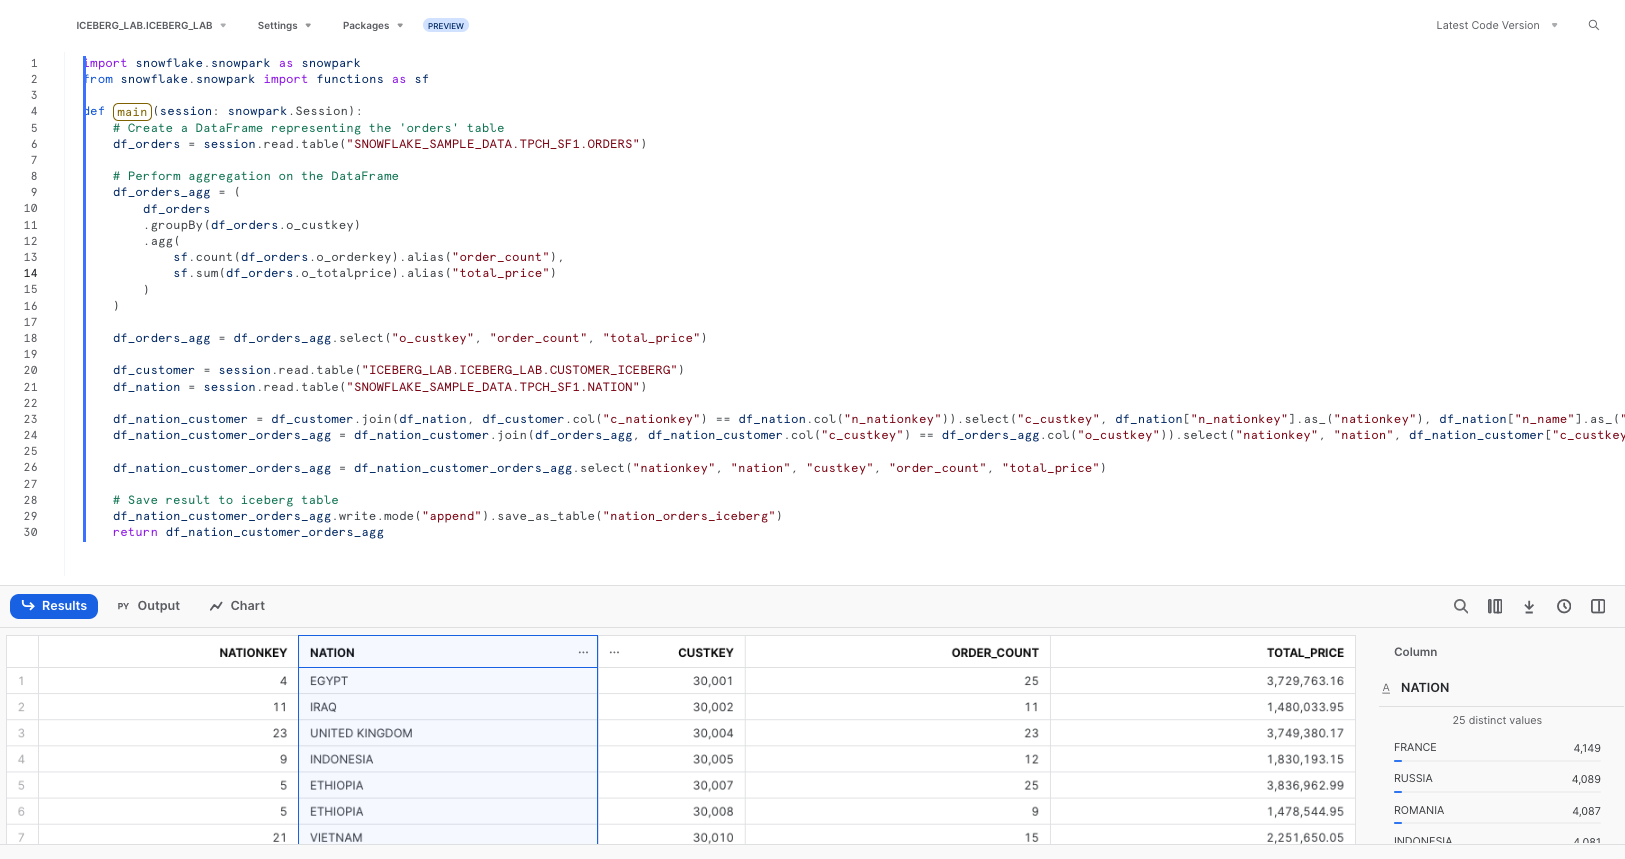 ICEBERG_LAB.ICEBERG_LAB Settings Packages PREVIEW Latest Code Version
1 import snowflake.snowpark as snowpark
2 from snowflake.snowpark import functions as sf
3
4 def main(session: snowpark.Session):
5 # Create a DataFrame representing the 'orders' table
6 df_orders = session.read.table("SNOWFLAKE_SAMPLE_DATA.TPCH_SF1.ORDERS")
7
8 # Perform aggregation on the DataFrame
9 df_orders_agg = (
10 df_orders
11 .groupBy(df_orders.o_custkey)
12 .agg(
13 sf.count(df_orders.o_orderkey).alias("order_count"),
14 sf.sum(df_orders.o_totalprice).alias("total_price")
15 )
16 )
17
18 df_orders_agg = df_orders_agg.select("o_custkey", "order_count", "total_price")
19
20 df_customer = session.read.table("ICEBERG_LAB.ICEBERG_LAB.CUSTOMER_ICEBERG")
21 df_nation = session.read.table("SNOWFLAKE_SAMPLE_DATA.TPCH_SF1.NATION")
22
23 df_nation_customer = df_customer.join(df_nation, df_customer.col("c_nationkey") == df_nation.col("n_nationkey")).select("c_custkey", df_nation["n_nationkey"].as_("nationkey"), df_nation["n_name"].as_("
24 df_nation_customer_orders_agg = df_nation_customer.join(df_orders_agg, df_nation_customer.col("c_custkey") == df_orders_agg.col("o_custkey")).select("nationkey", "nation", df_nation_customer["c_custkey
25
26 df_nation_customer_orders_agg = df_nation_customer_orders_agg.select("nationkey", "nation", "custkey", "order_count", "total_price")
27
28 # Save result to iceberg table
29 df_nation_customer_orders_agg.write.mode("append").save_as_table("nation_orders_iceberg")
30 return df_nation_customer_orders_agg
Results PY Output Chart
NATIONKEY NATION ... ... CUSTKEY ORDER_COUNT TOTAL_PRICE
1 4 EGYPT 30,001 25 3,729,763.16
2 11 IRAQ 30,002 11 1,480,033.95
3 23 UNITED KINGDOM 30,004 23 3,749,380.17
4 9 INDONESIA 30,005 12 1,830,193.15
5 5 ETHIOPIA 30,007 25 3,836,962.99
6 5 ETHIOPIA 30,008 9 1,478,544.95
7 21 VIETNAM 30,010 15 2,251,650.05
Column
A NATION
25 distinct values
FRANCE 4,149
RUSSIA 4,089
ROMANIA 4,087
INDONESIA 4,081